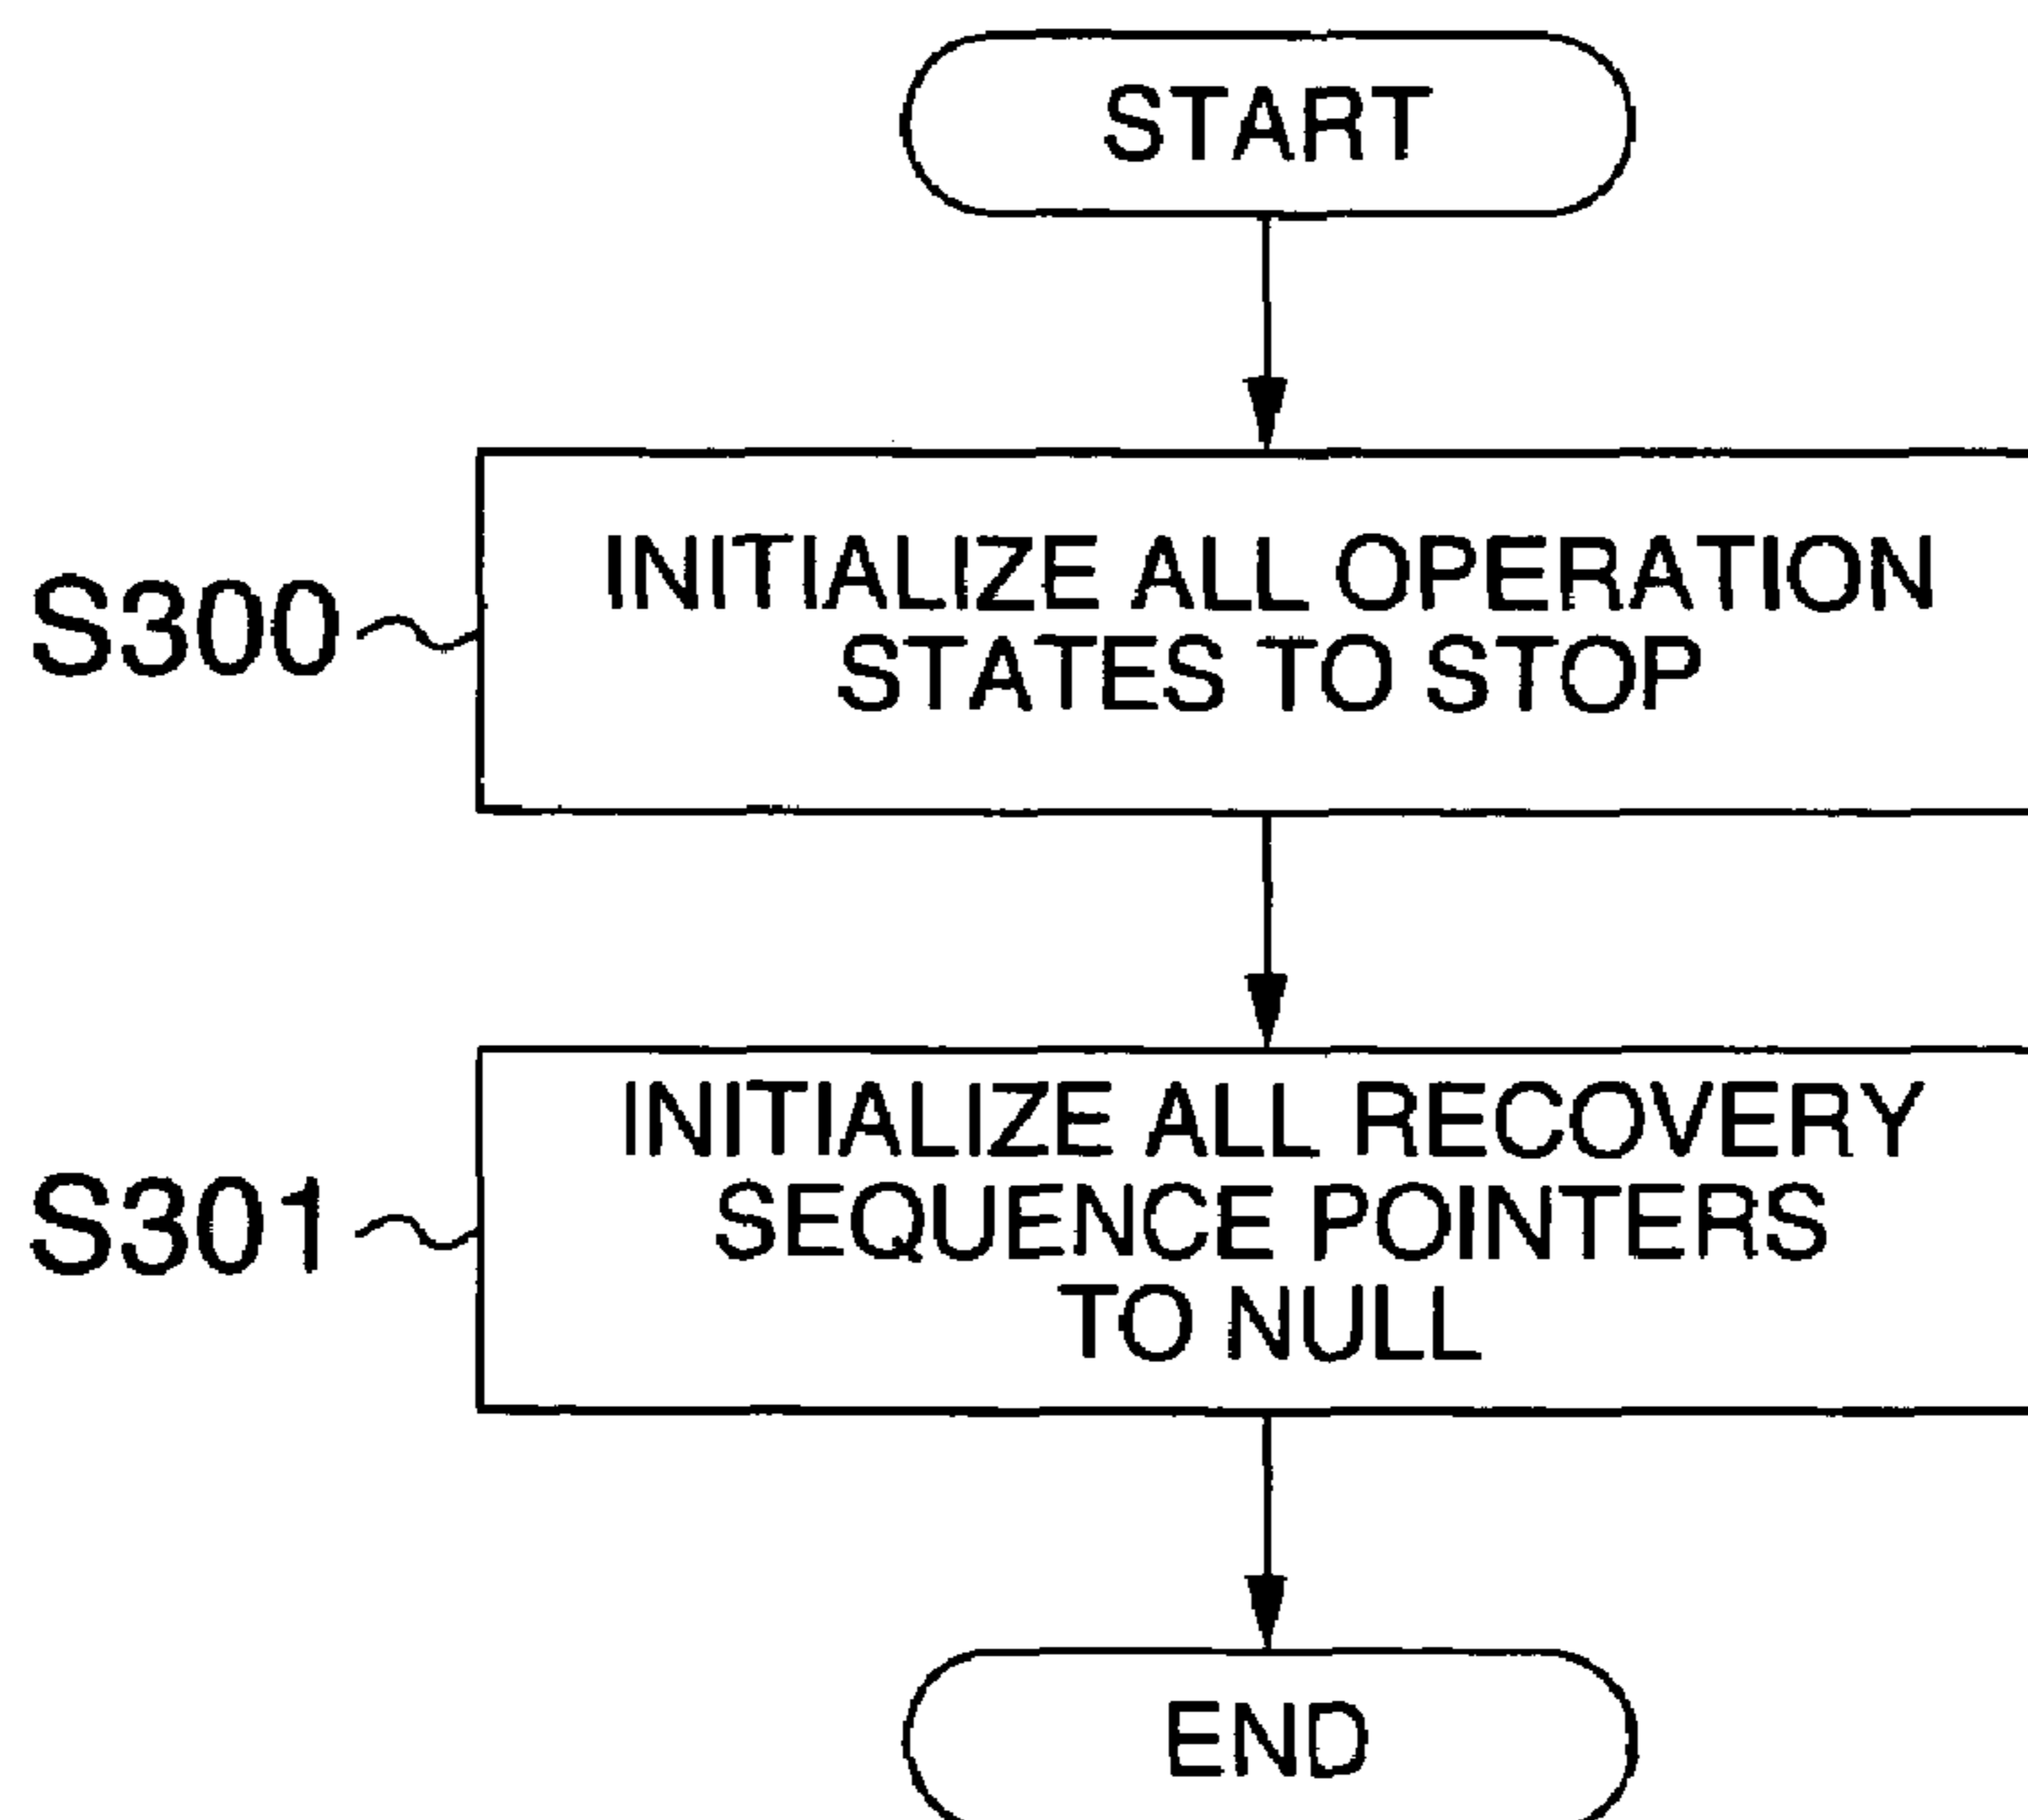 START
S300
INITIALIZE ALL OPERATION
STATES TO STOP
S301
INITIALIZE ALL RECOVERY
SEQUENCE POINTERS
TO NULL
END